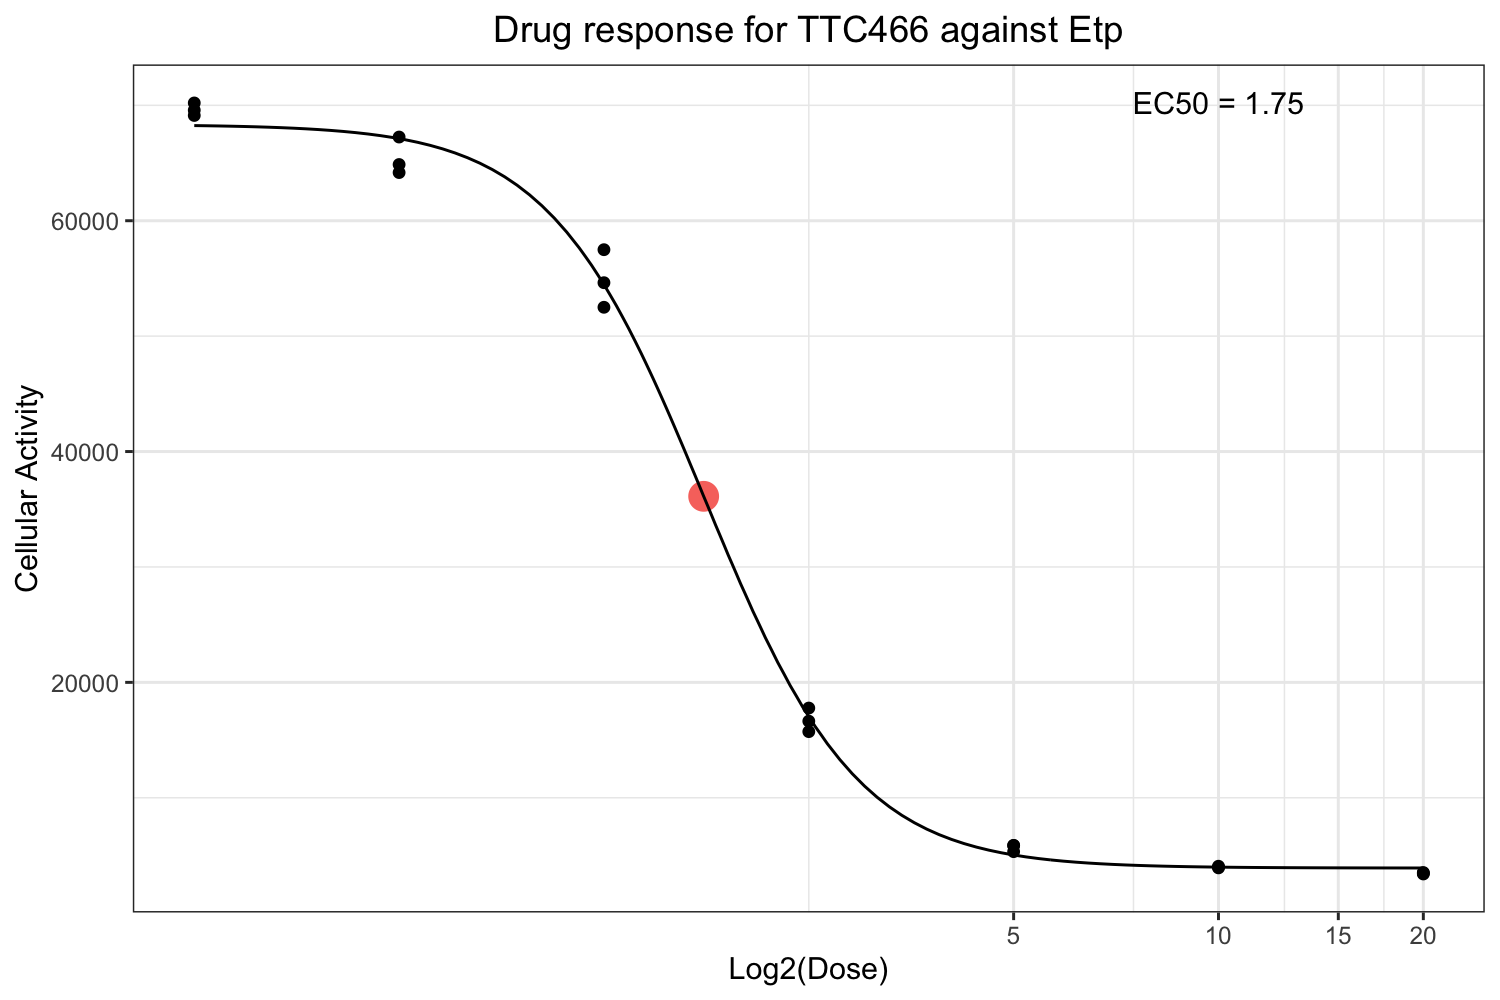 Drug response for TTC466 against Etp
EC50 = 1.75
Cellular Activity
60000
40000
20000
5 10 15 20
Log2(Dose)